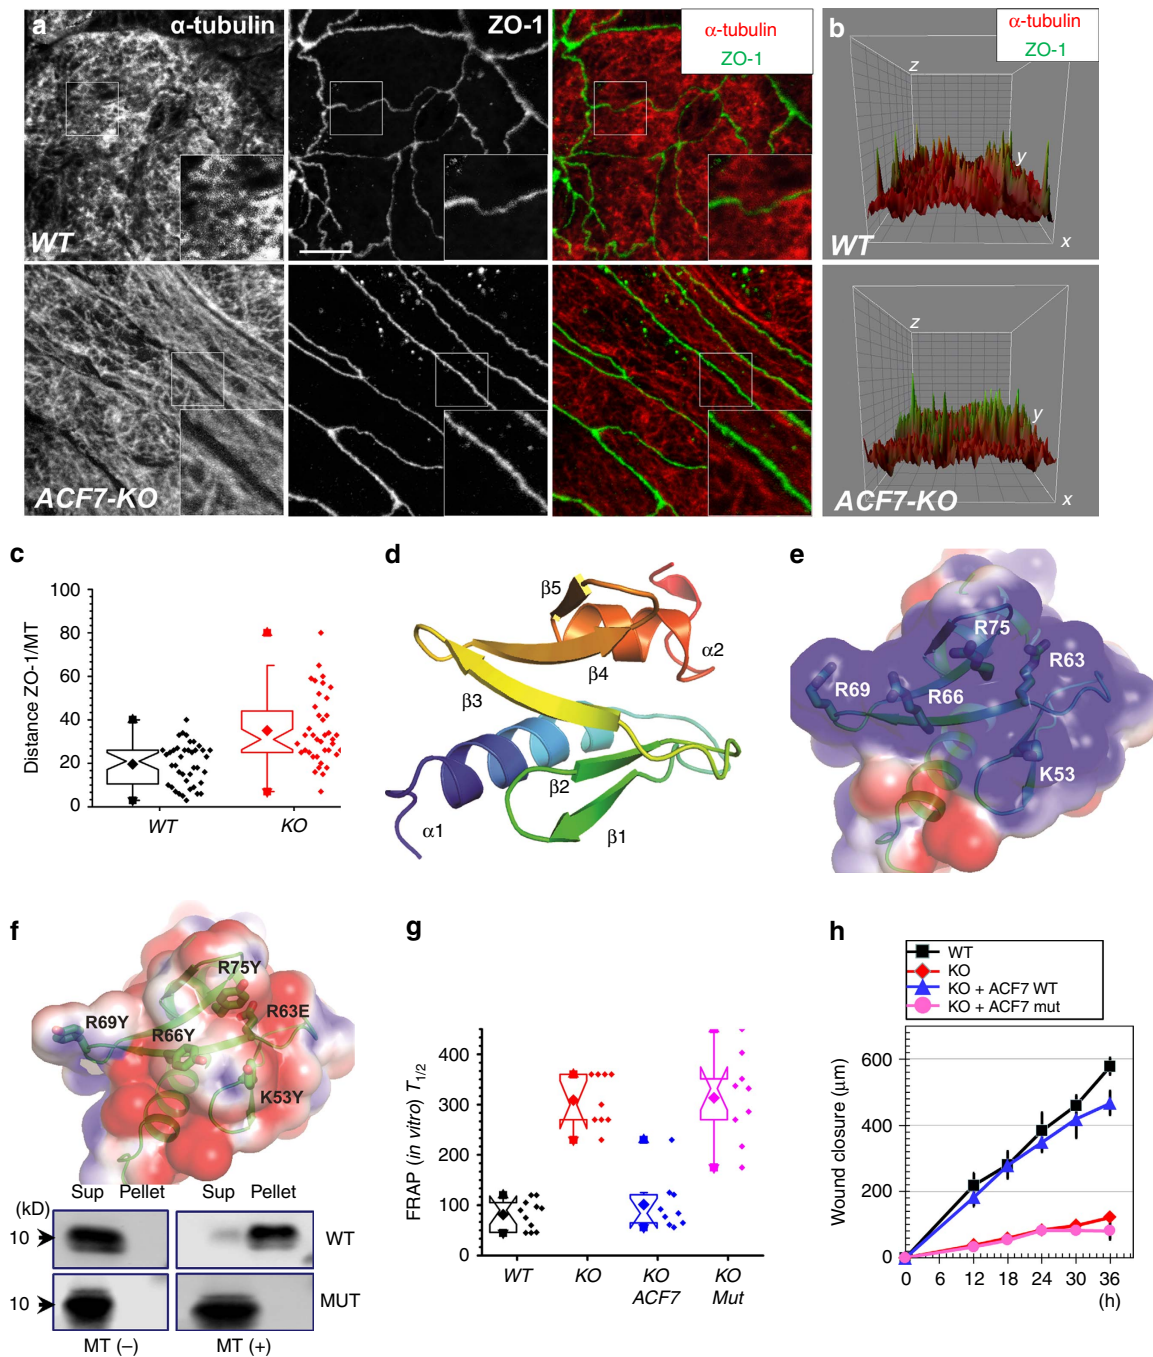 a
α-tubulin
ZO-1
α-tubulin
ZO-1
WT
ACF7-KO
b
α-tubulin
ZO-1
z
y
x
WT
z
y
x
ACF7-KO
c
Distance ZO-1/MT
100
80
60
40
20
0
WT
KO
d
β5
α2
β4
β3
β2
α1
β1
e
R75
R63
R69
R66
K53
f
R75Y
R69Y
R63E
R66Y
K53Y
Sup Pellet Sup Pellet
(kD)
10
WT
10
MUT
MT (–) MT (+)
g
FRAP (in vitro) T1/2
400
300
200
100
0
WT
KO
KO ACF7
KO Mut
h
WT
KO
KO + ACF7 WT
KO + ACF7 mut
Wound closure (µm)
600
400
200
0
0 6 12 18 24 30 36
(h)